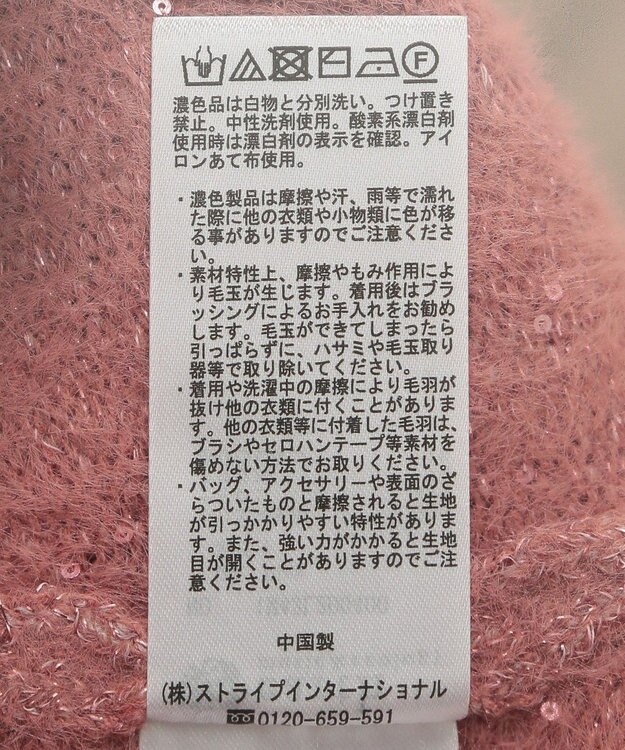 F
濃色品は白物と分別洗い。つけ置き
禁止。中性洗剤使用。酸素系漂白剤
使用時は漂白剤の表示を確認。アイ
ロンあて布使用。
・濃色製品は摩擦や汗、雨等で濡れ
た際に他の衣類や小物類に色が移
る事がありますのでご注意くださ
い。
・素材特性上、摩擦やもみ作用によ
り毛玉が生じます。着用後はブラ
ッシングによるお手入れをお勧め
します。毛玉ができてしまったら
引っぱらずに、ハサミや毛玉取り
器等で取り除いてください。
・着用や洗濯中の摩擦により毛羽が
抜け他の衣類に付くことがありま
す。他の衣類等に付着した毛羽は、
ブラシやセロハンテープ等素材を
傷めない方法でお取りください。
・バッグ、アクセサリーや表面のざ
らついたものと摩擦されると生地
が引っかかりやすい特性がありま
す。また、強い力がかかると生地
目が開くことがありますのでご注
意ください。
中国製
(株)ストライプインターナショナル
0120-659-591